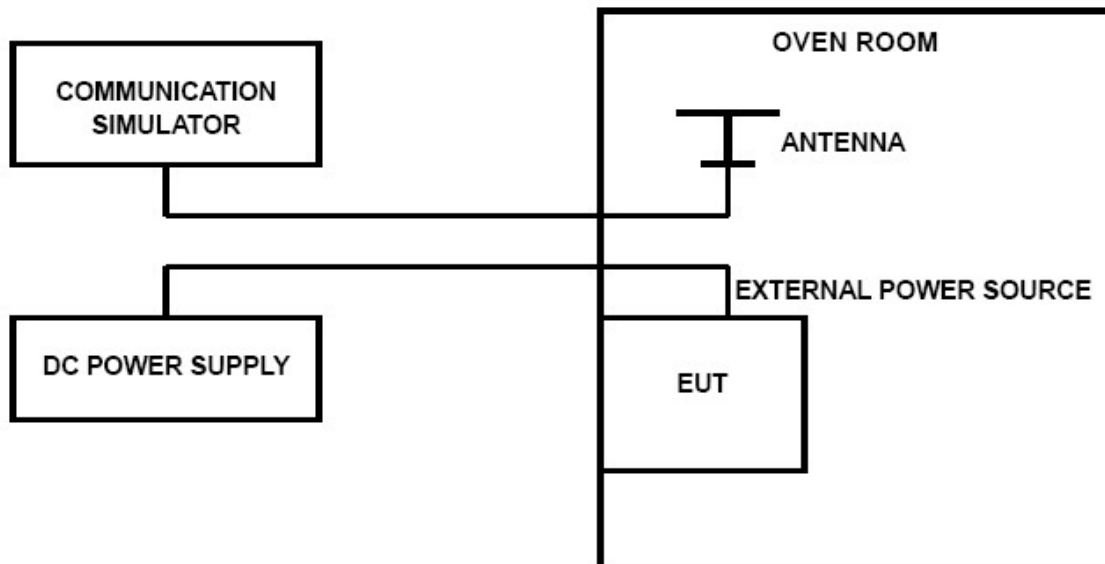 OVEN ROOM
COMMUNICATION
SIMULATOR
ANTENNA
EXTERNAL POWER SOURCE
DC POWER SUPPLY
EUT